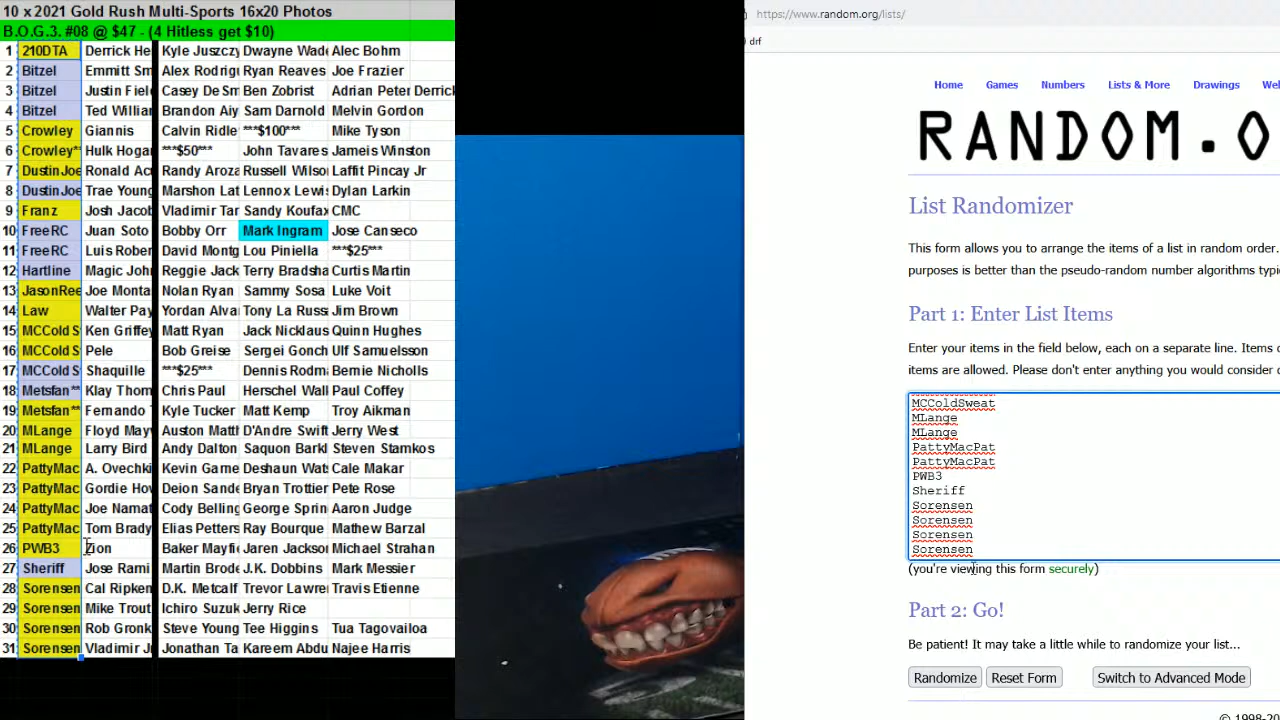 10 x 2021 Gold Rush Multi-Sports 16x20 Photos
B.O.G.3. #08 @ $47 - (4 Hitless get $10)
1 210DTA Derrick He Kyle Juszczy Dwayne Wade Alec Bohm
2 Bitzel Emmitt Sm Alex Rodrig Ryan Reaves Joe Frazier
3 Bitzel Justin Fiel Casey De Sm Ben Zobrist Adrian Peter Derrick
4 Bitzel Ted Willian Brandon Aiy Sam Darnold Melvin Gordon
5 Crowley Giannis Calvin Ridle ***$100*** Mike Tyson
6 Crowley** Hulk Hogar ***$50*** John Tavares Jameis Winston
7 DustinJoe Ronald Acu Randy Aroza Russell Wilso Laffit Pincay Jr
8 DustinJoe Trae Young Marshon Lat Lennox Lewis Dylan Larkin
9 Franz Josh Jacob Vladimir Tar Sandy Koufax CMC
10 FreeRC Juan Soto Bobby Orr Mark Ingram Jose Canseco
11 FreeRC Luis Rober David Montg Lou Piniella ***$25***
12 Hartline Magic John Reggie Jack Terry Bradsha Curtis Martin
13 JasonRee Joe Monta Nolan Ryan Sammy Sosa Luke Voit
14 Law Walter Pay Yordan Alva Tony La Russ Jim Brown
15 MCCold S Ken Griffey Matt Ryan Jack Nicklaus Quinn Hughes
16 MCCold S Pele Bob Greise Sergei Gonch Ulf Samuelsson
17 MCCold S Shaquille ***$25*** Dennis Rodma Bernie Nicholls
18 Metsfan** Klay Thom Chris Paul Herschel Wall Paul Coffey
19 Metsfan** Fernando T Kyle Tucker Matt Kemp Troy Aikman
20 MLange Floyd Mayv Auston Matth D'Andre Swift Jerry West
21 MLange Larry Bird Andy Dalton Saquon Barkl Steven Stamkos
22 PattyMac A. Ovechki Kevin Garne Deshaun Wats Cale Makar
23 PattyMac Gordie Hov Deion Sande Bryan Trottier Pete Rose
24 PattyMac Joe Namat Cody Belling George Sprin Aaron Judge
25 PattyMac Tom Brady Elias Petters Ray Bourque Mathew Barzal
26 PWB3 Zion Baker Mayfie Jaren Jackson Michael Strahan
27 Sheriff Jose Rami Martin Brode J.K. Dobbins Mark Messier
28 Sorensen Cal Ripken D.K. Metcalf Trevor Lawre Travis Etienne
29 Sorensen Mike Trout Ichiro Suzuk Jerry Rice
30 Sorensen Rob Gronk Steve Young Tee Higgins Tua Tagovailoa
31 Sorensen Vladimir Jr Jonathan Ta Kareem Abdu Najee Harris
https://www.random.org/lists/
drf
Home Games Numbers Lists & More Drawings Wel
RANDOM.O
List Randomizer
This form allows you to arrange the items of a list in random order.
purposes is better than the pseudo-random number algorithms typic
Part 1: Enter List Items
Enter your items in the field below, each on a separate line. Items c
items are allowed. Please don't enter anything you would consider c
MCColdSweat
MLange
MLange
PattyMacPat
PattyMacPat
PWB3
Sheriff
Sorensen
Sorensen
Sorensen
Sorensen
(you're viewing this form securely)
Part 2: Go!
Be patient! It may take a little while to randomize your list...
Randomize Reset Form Switch to Advanced Mode
© 1998-20